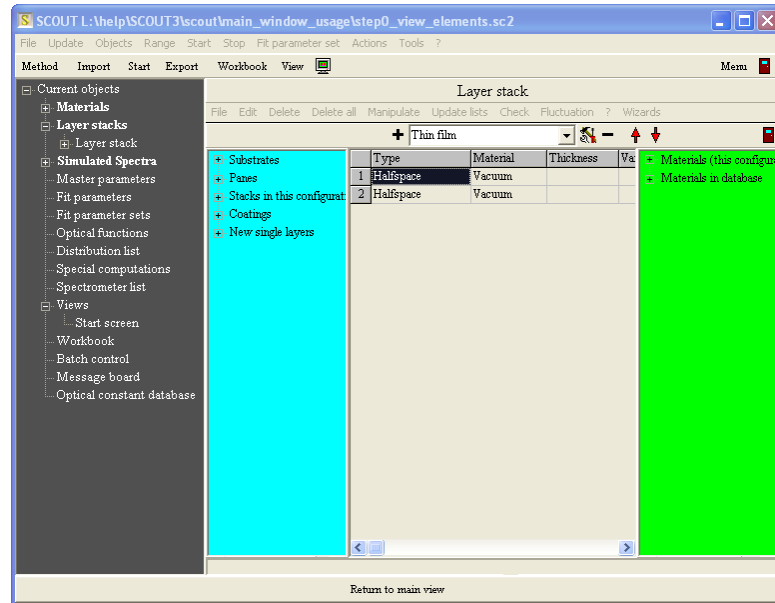 SCOUT L:\help\SCOUT3\scout\main_window_usage\step0_view_elements.sc2
File Update Objects Range Start Stop Fit parameter set Actions Tools ?
Method Import Start Export Workbook View Menu
Current objects
Materials
Layer stacks
Layer stack
Simulated Spectra
Master parameters
Fit parameters
Fit parameter sets
Optical functions
Distribution list
Special computations
Spectrometer list
Views
Start screen
Workbook
Batch control
Message board
Optical constant database
Layer stack
File Edit Delete Delete all Manipulate Update lists Check Fluctuation ? Wizards
Thin film
Substrates
Panes
Stacks in this configurat
Coatings
New single layers
Type Material Thickness Va
1 Halfspace Vacuum
2 Halfspace Vacuum
Materials (this configura
Materials in database
Return to main view